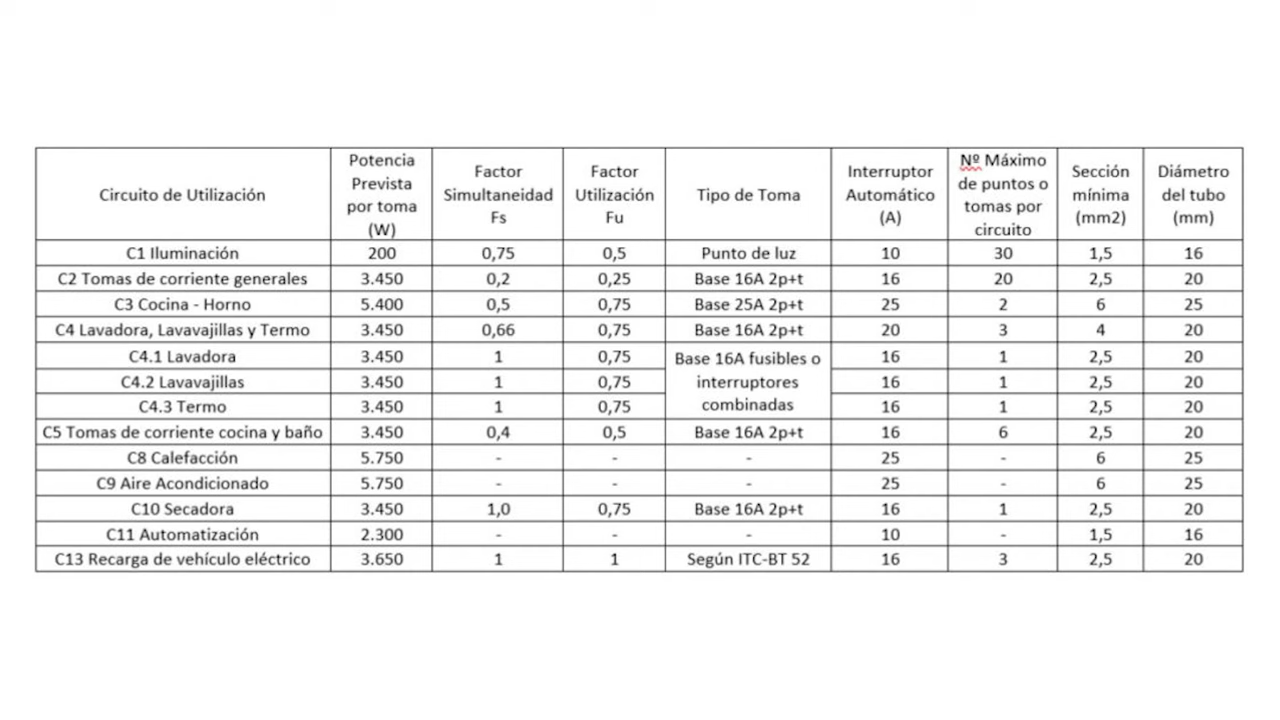 Circuito de Utilización | Potencia Prevista por toma (W) | Factor Simultaneidad Fs | Factor Utilización Fu | Tipo de Toma | Interruptor Automático (A) | Nº Máximo de puntos o tomas por circuito | Sección mínima (mm2) | Diámetro del tubo (mm)
C1 Iluminación | 200 | 0,75 | 0,5 | Punto de luz | 10 | 30 | 1,5 | 16
C2 Tomas de corriente generales | 3.450 | 0,2 | 0,25 | Base 16A 2p+t | 16 | 20 | 2,5 | 20
C3 Cocina - Horno | 5.400 | 0,5 | 0,75 | Base 25A 2p+t | 25 | 2 | 6 | 25
C4 Lavadora, Lavavajillas y Termo | 3.450 | 0,66 | 0,75 | Base 16A 2p+t | 20 | 3 | 4 | 20
C4.1 Lavadora | 3.450 | 1 | 0,75 | Base 16A fusibles o | 16 | 1 | 2,5 | 20
C4.2 Lavavajillas | 3.450 | 1 | 0,75 | interruptores | 16 | 1 | 2,5 | 20
C4.3 Termo | 3.450 | 1 | 0,75 | combinadas | 16 | 1 | 2,5 | 20
C5 Tomas de corriente cocina y baño | 3.450 | 0,4 | 0,5 | Base 16A 2p+t | 16 | 6 | 2,5 | 20
C8 Calefacción | 5.750 | - | - | - | 25 | - | 6 | 25
C9 Aire Acondicionado | 5.750 | - | - | - | 25 | - | 6 | 25
C10 Secadora | 3.450 | 1,0 | 0,75 | Base 16A 2p+t | 16 | 1 | 2,5 | 20
C11 Automatización | 2.300 | - | - | - | 10 | - | 1,5 | 16
C13 Recarga de vehículo eléctrico | 3.650 | 1 | 1 | Según ITC-BT 52 | 16 | 3 | 2,5 | 20